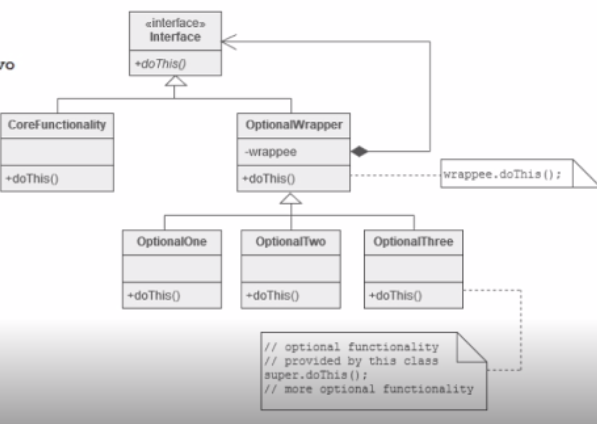 «interface»
Interface
+doThis()
vo
CoreFunctionality
+doThis()
OptionalWrapper
-wrappee
+doThis()
wrappee.doThis();
OptionalOne
+doThis()
OptionalTwo
+doThis()
OptionalThree
+doThis()
// optional functionality
// provided by this class
super.doThis();
// more optional functionality